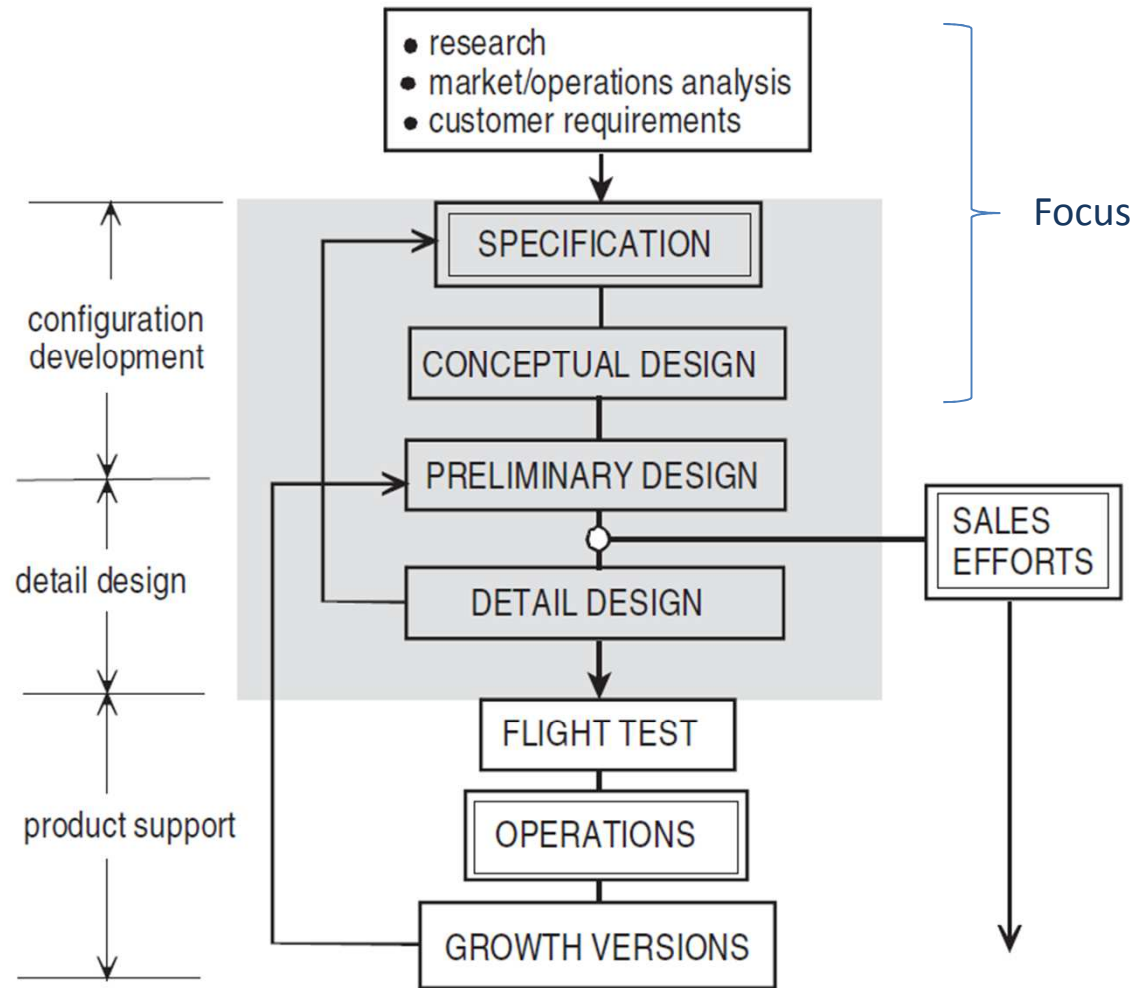 • research
• market/operations analysis
• customer requirements
Focus
SPECIFICATION
configuration
development
CONCEPTUAL DESIGN
PRELIMINARY DESIGN
SALES
EFFORTS
detail design
DETAIL DESIGN
FLIGHT TEST
product support
OPERATIONS
GROWTH VERSIONS